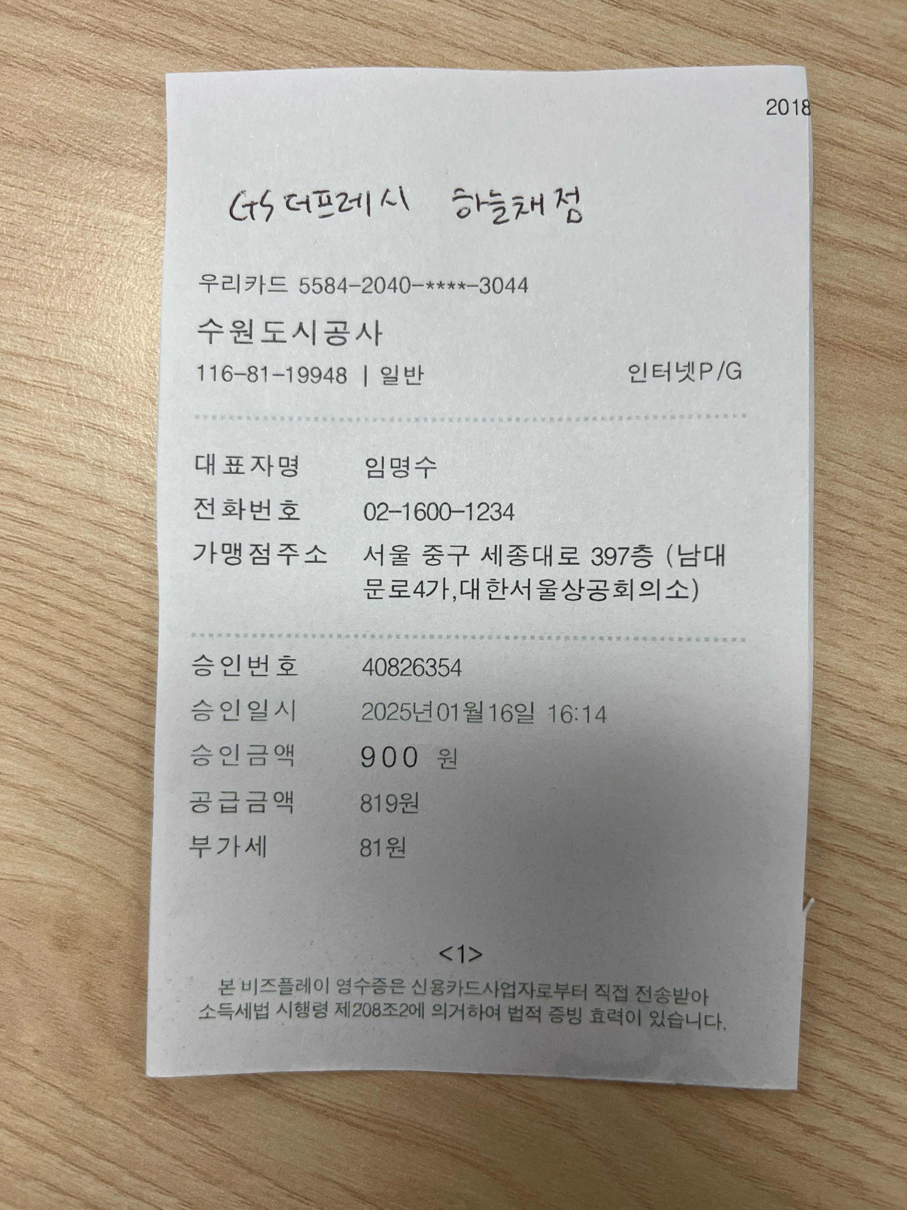 2018
GS더프레시 하늘채점
우리카드 5584-2040-****-3044
수원도시공사
116-81-19948 | 일반 인터넷P/G
대표자명 임명수
전화번호 02-1600-1234
가맹점주소 서울 중구 세종대로 397층 (남대
문로4가,대한서울상공회의소)
승인번호 40826354
승인일시 2025년01월16일 16:14
승인금액 900 원
공급금액 819원
부가세 81원
<1>
본 비즈플레이 영수증은 신용카드사업자로부터 직접 전송받아
소득세법 시행령 제208조2에 의거하여 법적 증빙 효력이 있습니다.